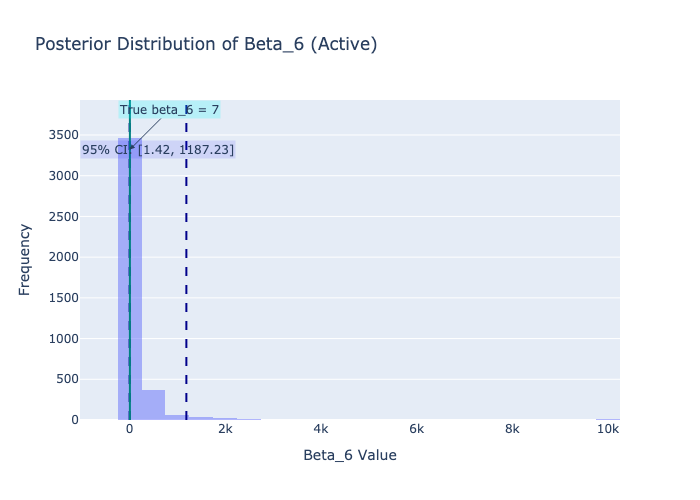 Posterior Distribution of Beta_6 (Active)
True beta_6 = 7
95% CI: [1.42, 1187.23]
3500
3000
2500
2000
1500
1000
500
0
Frequency
0
2k
4k
6k
8k
10k
Beta_6 Value